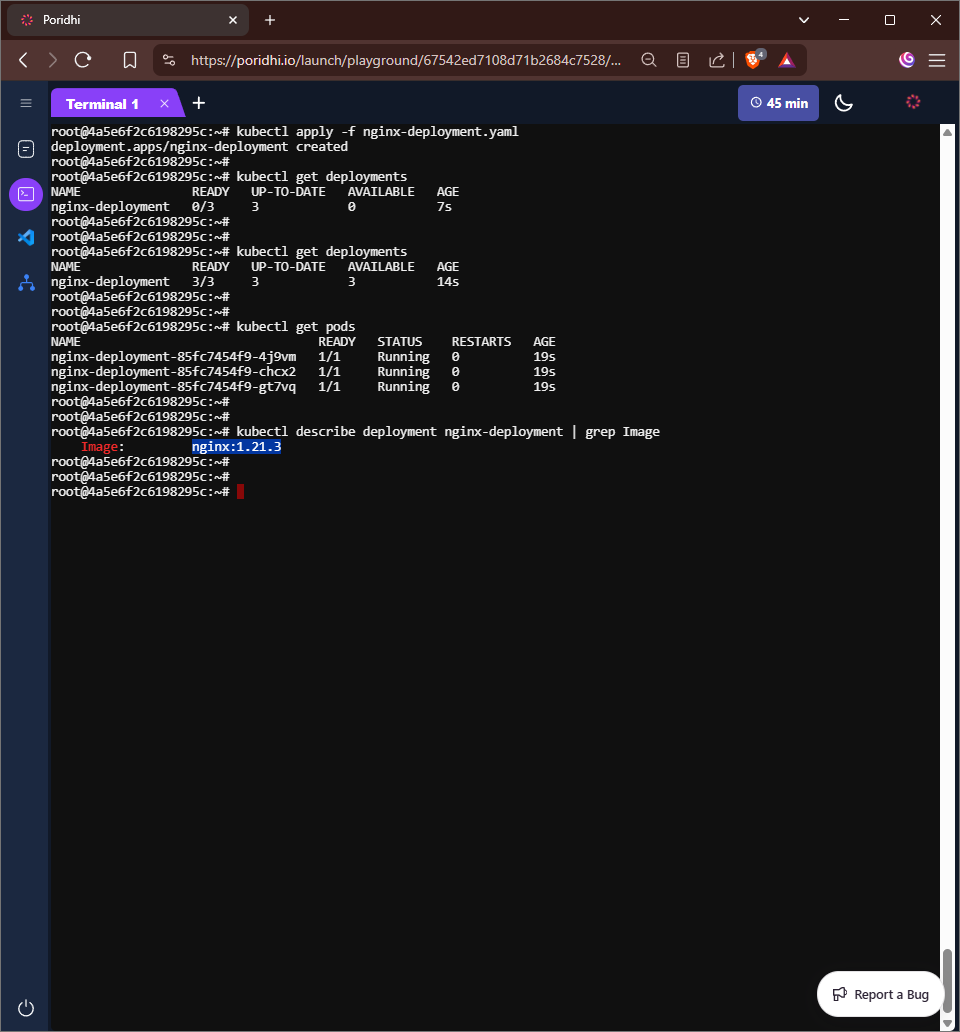 Poridhi
https://poridhi.io/launch/playground/67542ed7108d71b2684c7528/...
4
Terminal 1
45 min
root@4a5e6f2c6198295c:~# kubectl apply -f nginx-deployment.yaml
deployment.apps/nginx-deployment created
root@4a5e6f2c6198295c:~#
root@4a5e6f2c6198295c:~# kubectl get deployments
NAME READY UP-TO-DATE AVAILABLE AGE
nginx-deployment 0/3 3 0 7s
root@4a5e6f2c6198295c:~#
root@4a5e6f2c6198295c:~#
root@4a5e6f2c6198295c:~# kubectl get deployments
NAME READY UP-TO-DATE AVAILABLE AGE
nginx-deployment 3/3 3 3 14s
root@4a5e6f2c6198295c:~#
root@4a5e6f2c6198295c:~#
root@4a5e6f2c6198295c:~# kubectl get pods
NAME READY STATUS RESTARTS AGE
nginx-deployment-85fc7454f9-4j9vm 1/1 Running 0 19s
nginx-deployment-85fc7454f9-chcx2 1/1 Running 0 19s
nginx-deployment-85fc7454f9-gt7vq 1/1 Running 0 19s
root@4a5e6f2c6198295c:~#
root@4a5e6f2c6198295c:~#
root@4a5e6f2c6198295c:~# kubectl describe deployment nginx-deployment | grep Image
Image: nginx:1.21.3
root@4a5e6f2c6198295c:~#
root@4a5e6f2c6198295c:~#
root@4a5e6f2c6198295c:~#
Report a Bug